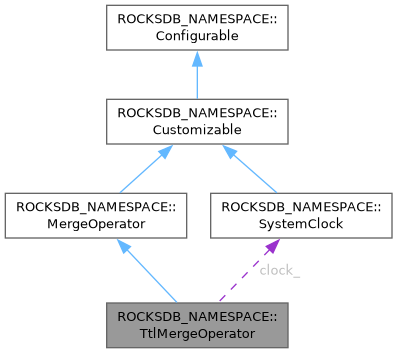 ROCKSDB_NAMESPACE::
Configurable
ROCKSDB_NAMESPACE::
Customizable
ROCKSDB_NAMESPACE::
MergeOperator
ROCKSDB_NAMESPACE::
SystemClock
clock_
ROCKSDB_NAMESPACE::
TtlMergeOperator